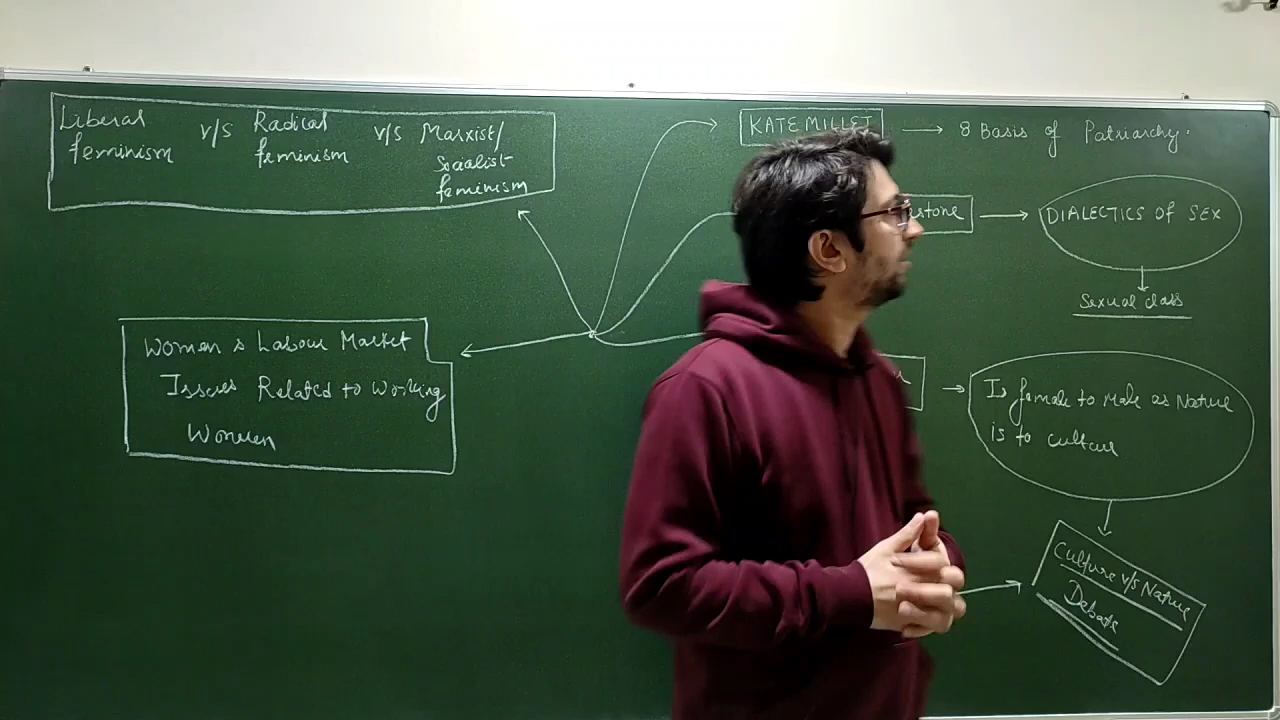 Liberal
feminism
v/s
Radical
feminism
v/s
Marxist/
Socialist
feminism
KATE MILLET
8 Basis of Patriarchy.
stone
DIALECTICS OF SEX
Sexual class
Women & Labour Market
Issues Related to Working
Women
Is female to Male as Nature
is to culture
Culture v/s Nature
Debate